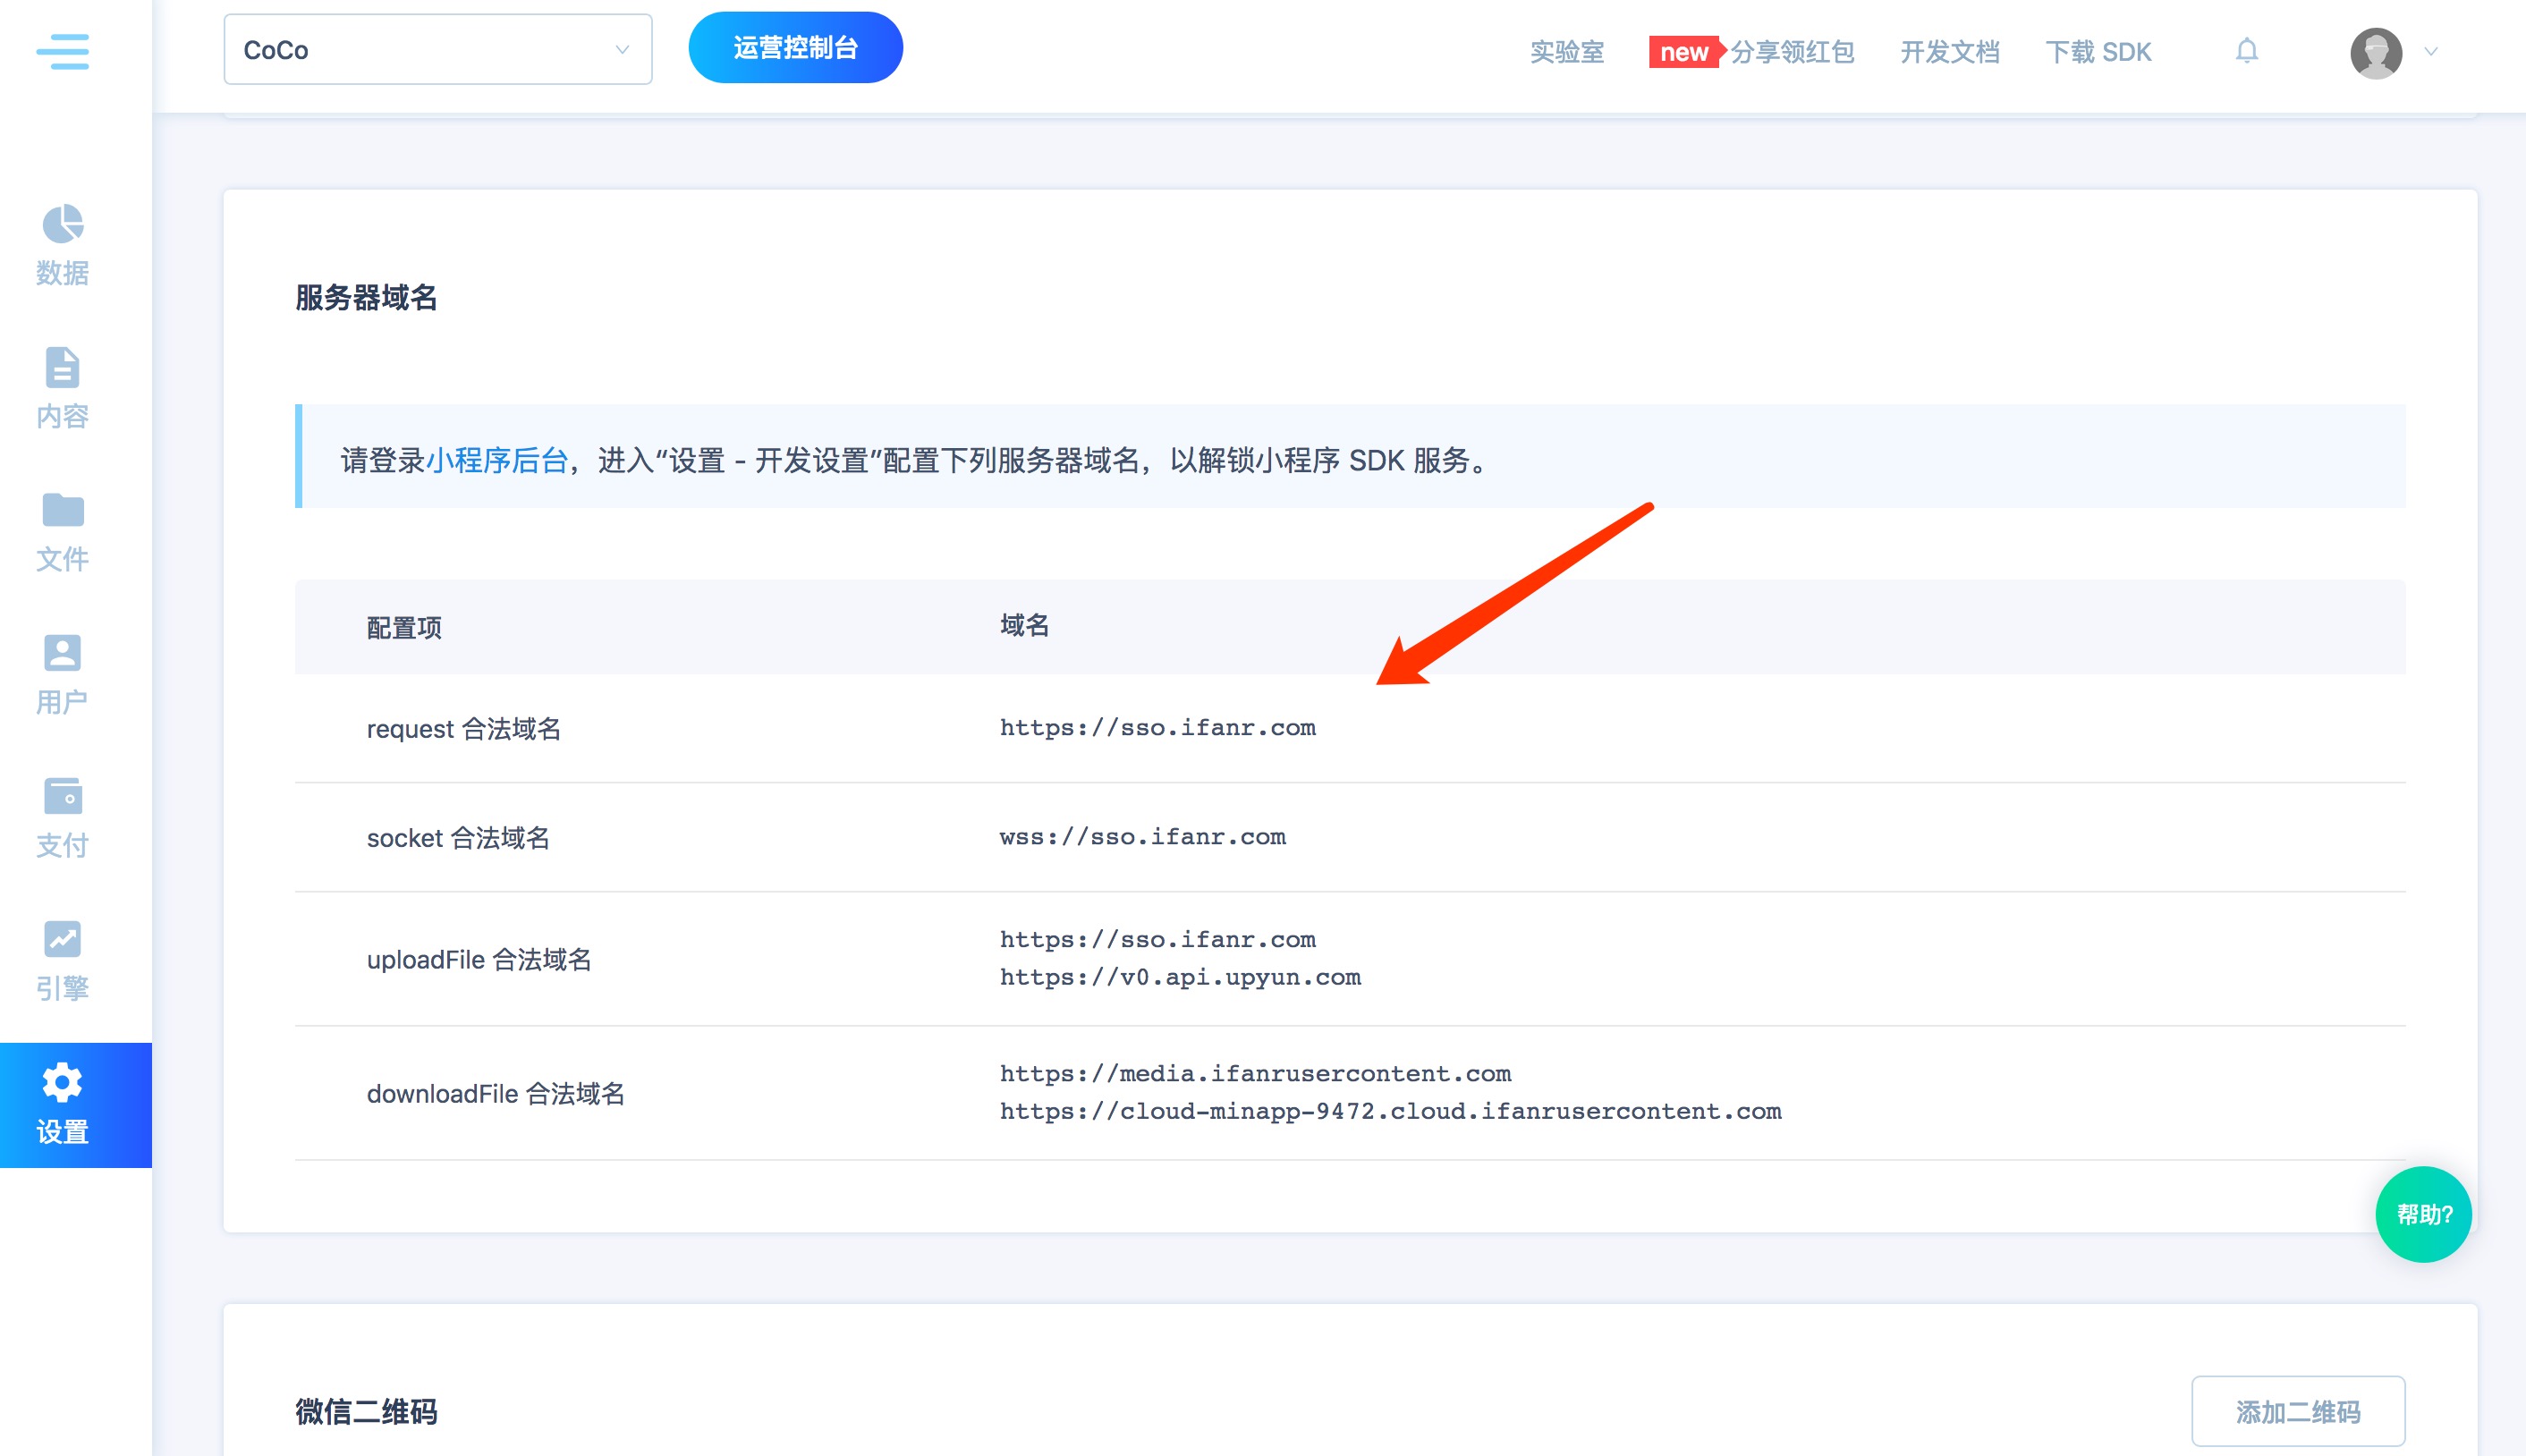 CoCo
运营控制台
实验室
new 分享领红包
开发文档
下载 SDK
数据
内容
文件
用户
支付
引擎
设置
服务器域名
请登录小程序后台，进入“设置 - 开发设置”配置下列服务器域名，以解锁小程序 SDK 服务。
配置项 域名
request 合法域名 https://sso.ifanr.com
socket 合法域名 wss://sso.ifanr.com
uploadFile 合法域名 https://sso.ifanr.com
https://v0.api.upyun.com
downloadFile 合法域名 https://media.ifanrusercontent.com
https://cloud-minapp-9472.cloud.ifanrusercontent.com
帮助?
微信二维码
添加二维码